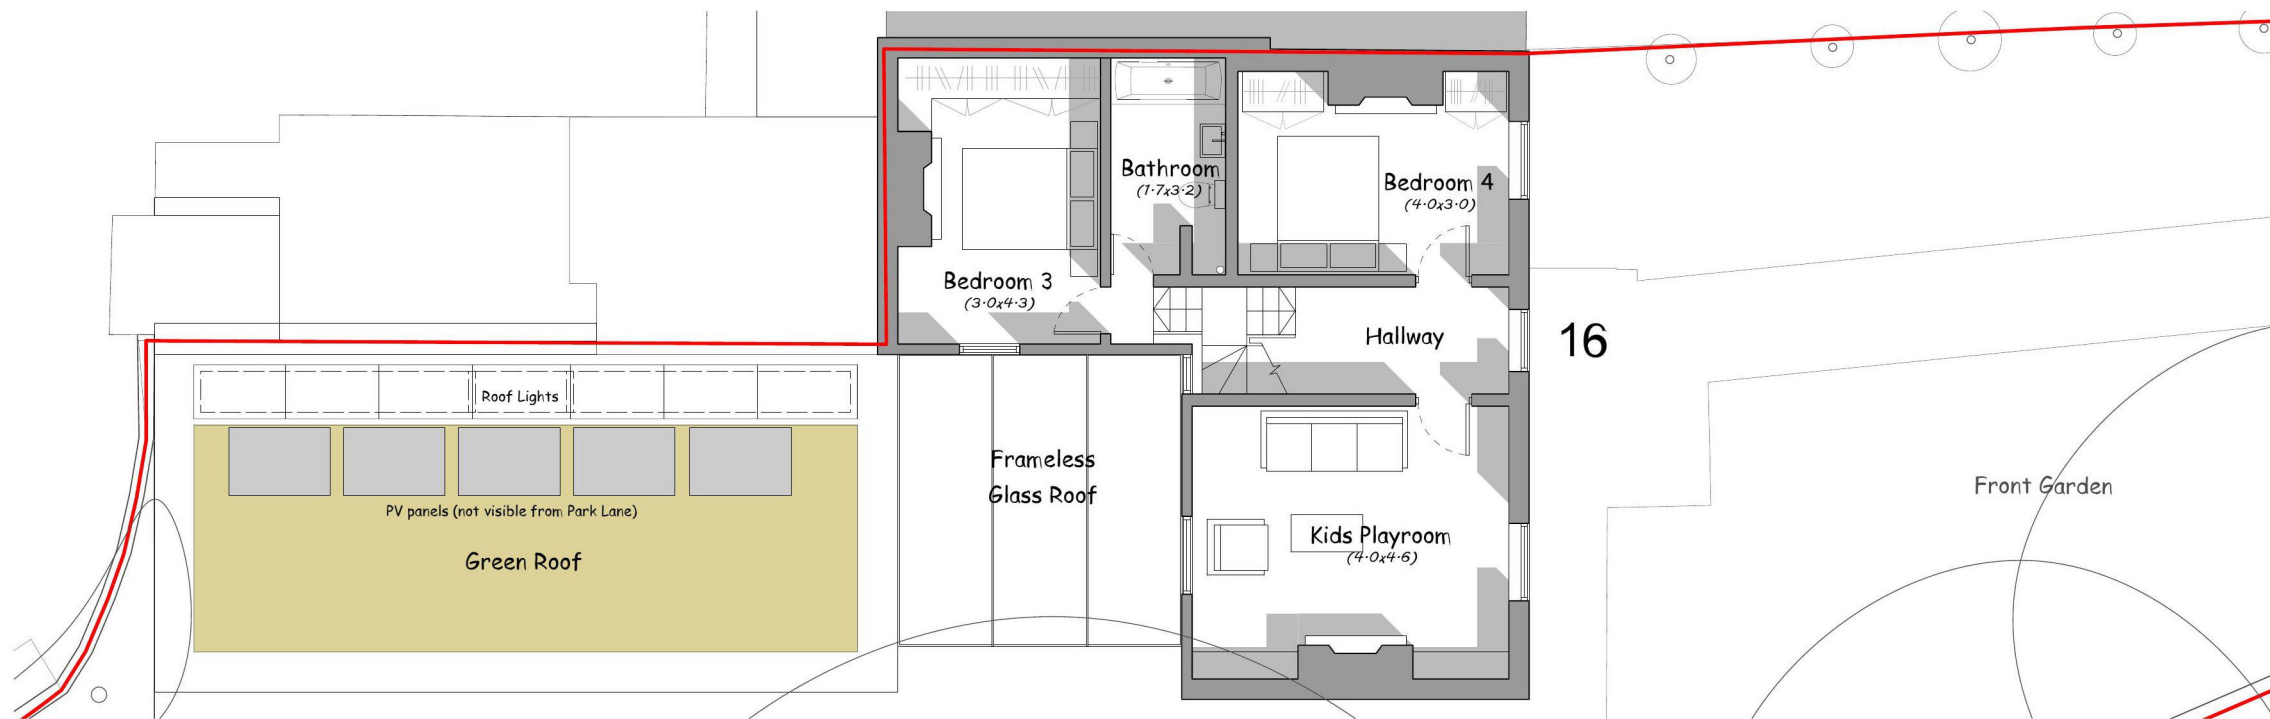 Bathroom
(1·7x3·2)
Bedroom 4
(4·0x3·0)
Bedroom 3
(3·0x4·3)
Hallway
16
Roof Lights
Frameless
Glass Roof
Front Garden
PV panels (not visible from Park Lane)
Kids Playroom
(4·0x4·6)
Green Roof